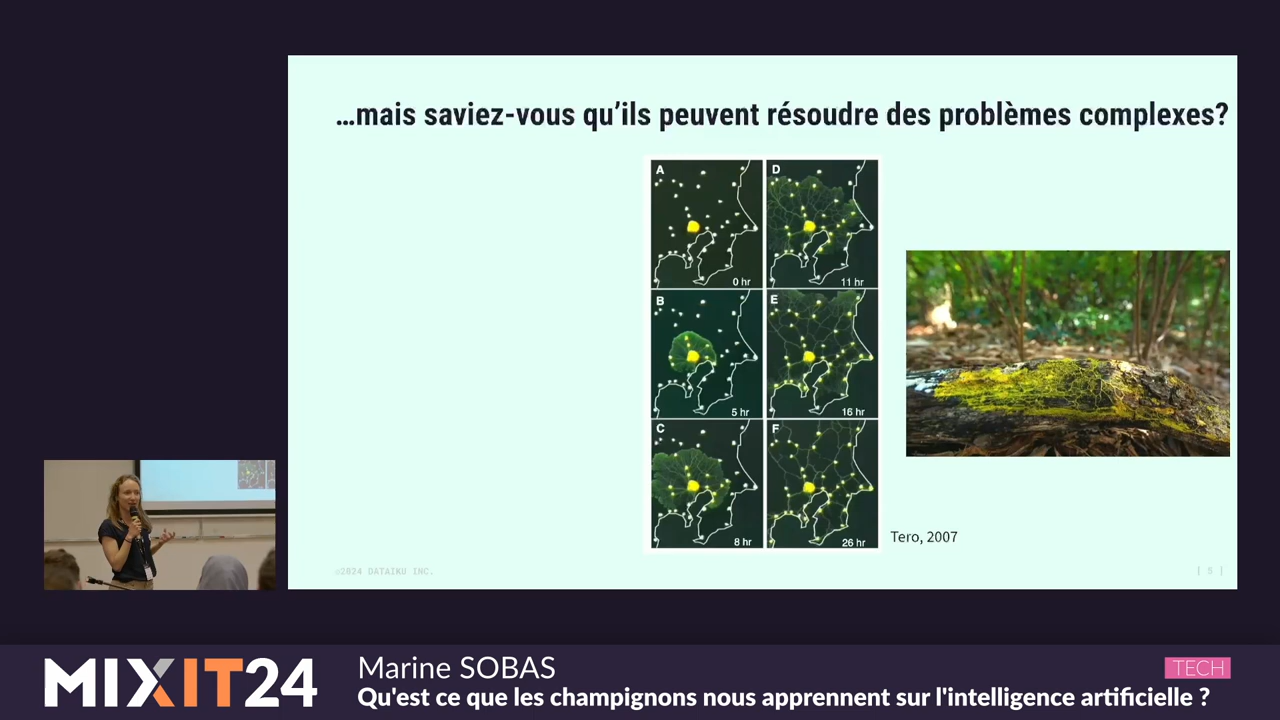 …mais saviez-vous qu'ils peuvent résoudre des problèmes complexes?
A
0 hr
D
11 hr
B
5 hr
E
16 hr
C
8 hr
F
26 hr
Tero, 2007
©2024 DATAIKU INC.
| 5 |
MIXIT24
Marine SOBAS
TECH
Qu'est ce que les champignons nous apprennent sur l'intelligence artificielle ?